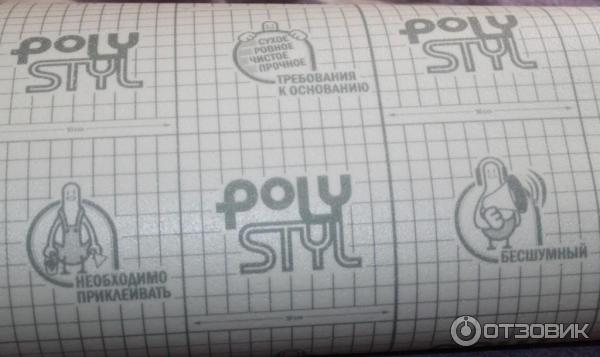 POLY
STYL
СУХОЕ
РОВНОЕ
ЧИСТОЕ
ПРОЧНОЕ
ТРЕБОВАНИЯ
К ОСНОВАНИЮ
POLY
STYL
НЕОБХОДИМО
ПРИКЛЕИВАТЬ
POLY
STYL
БЕСШУМНЫЙ
ОТЗОВИК